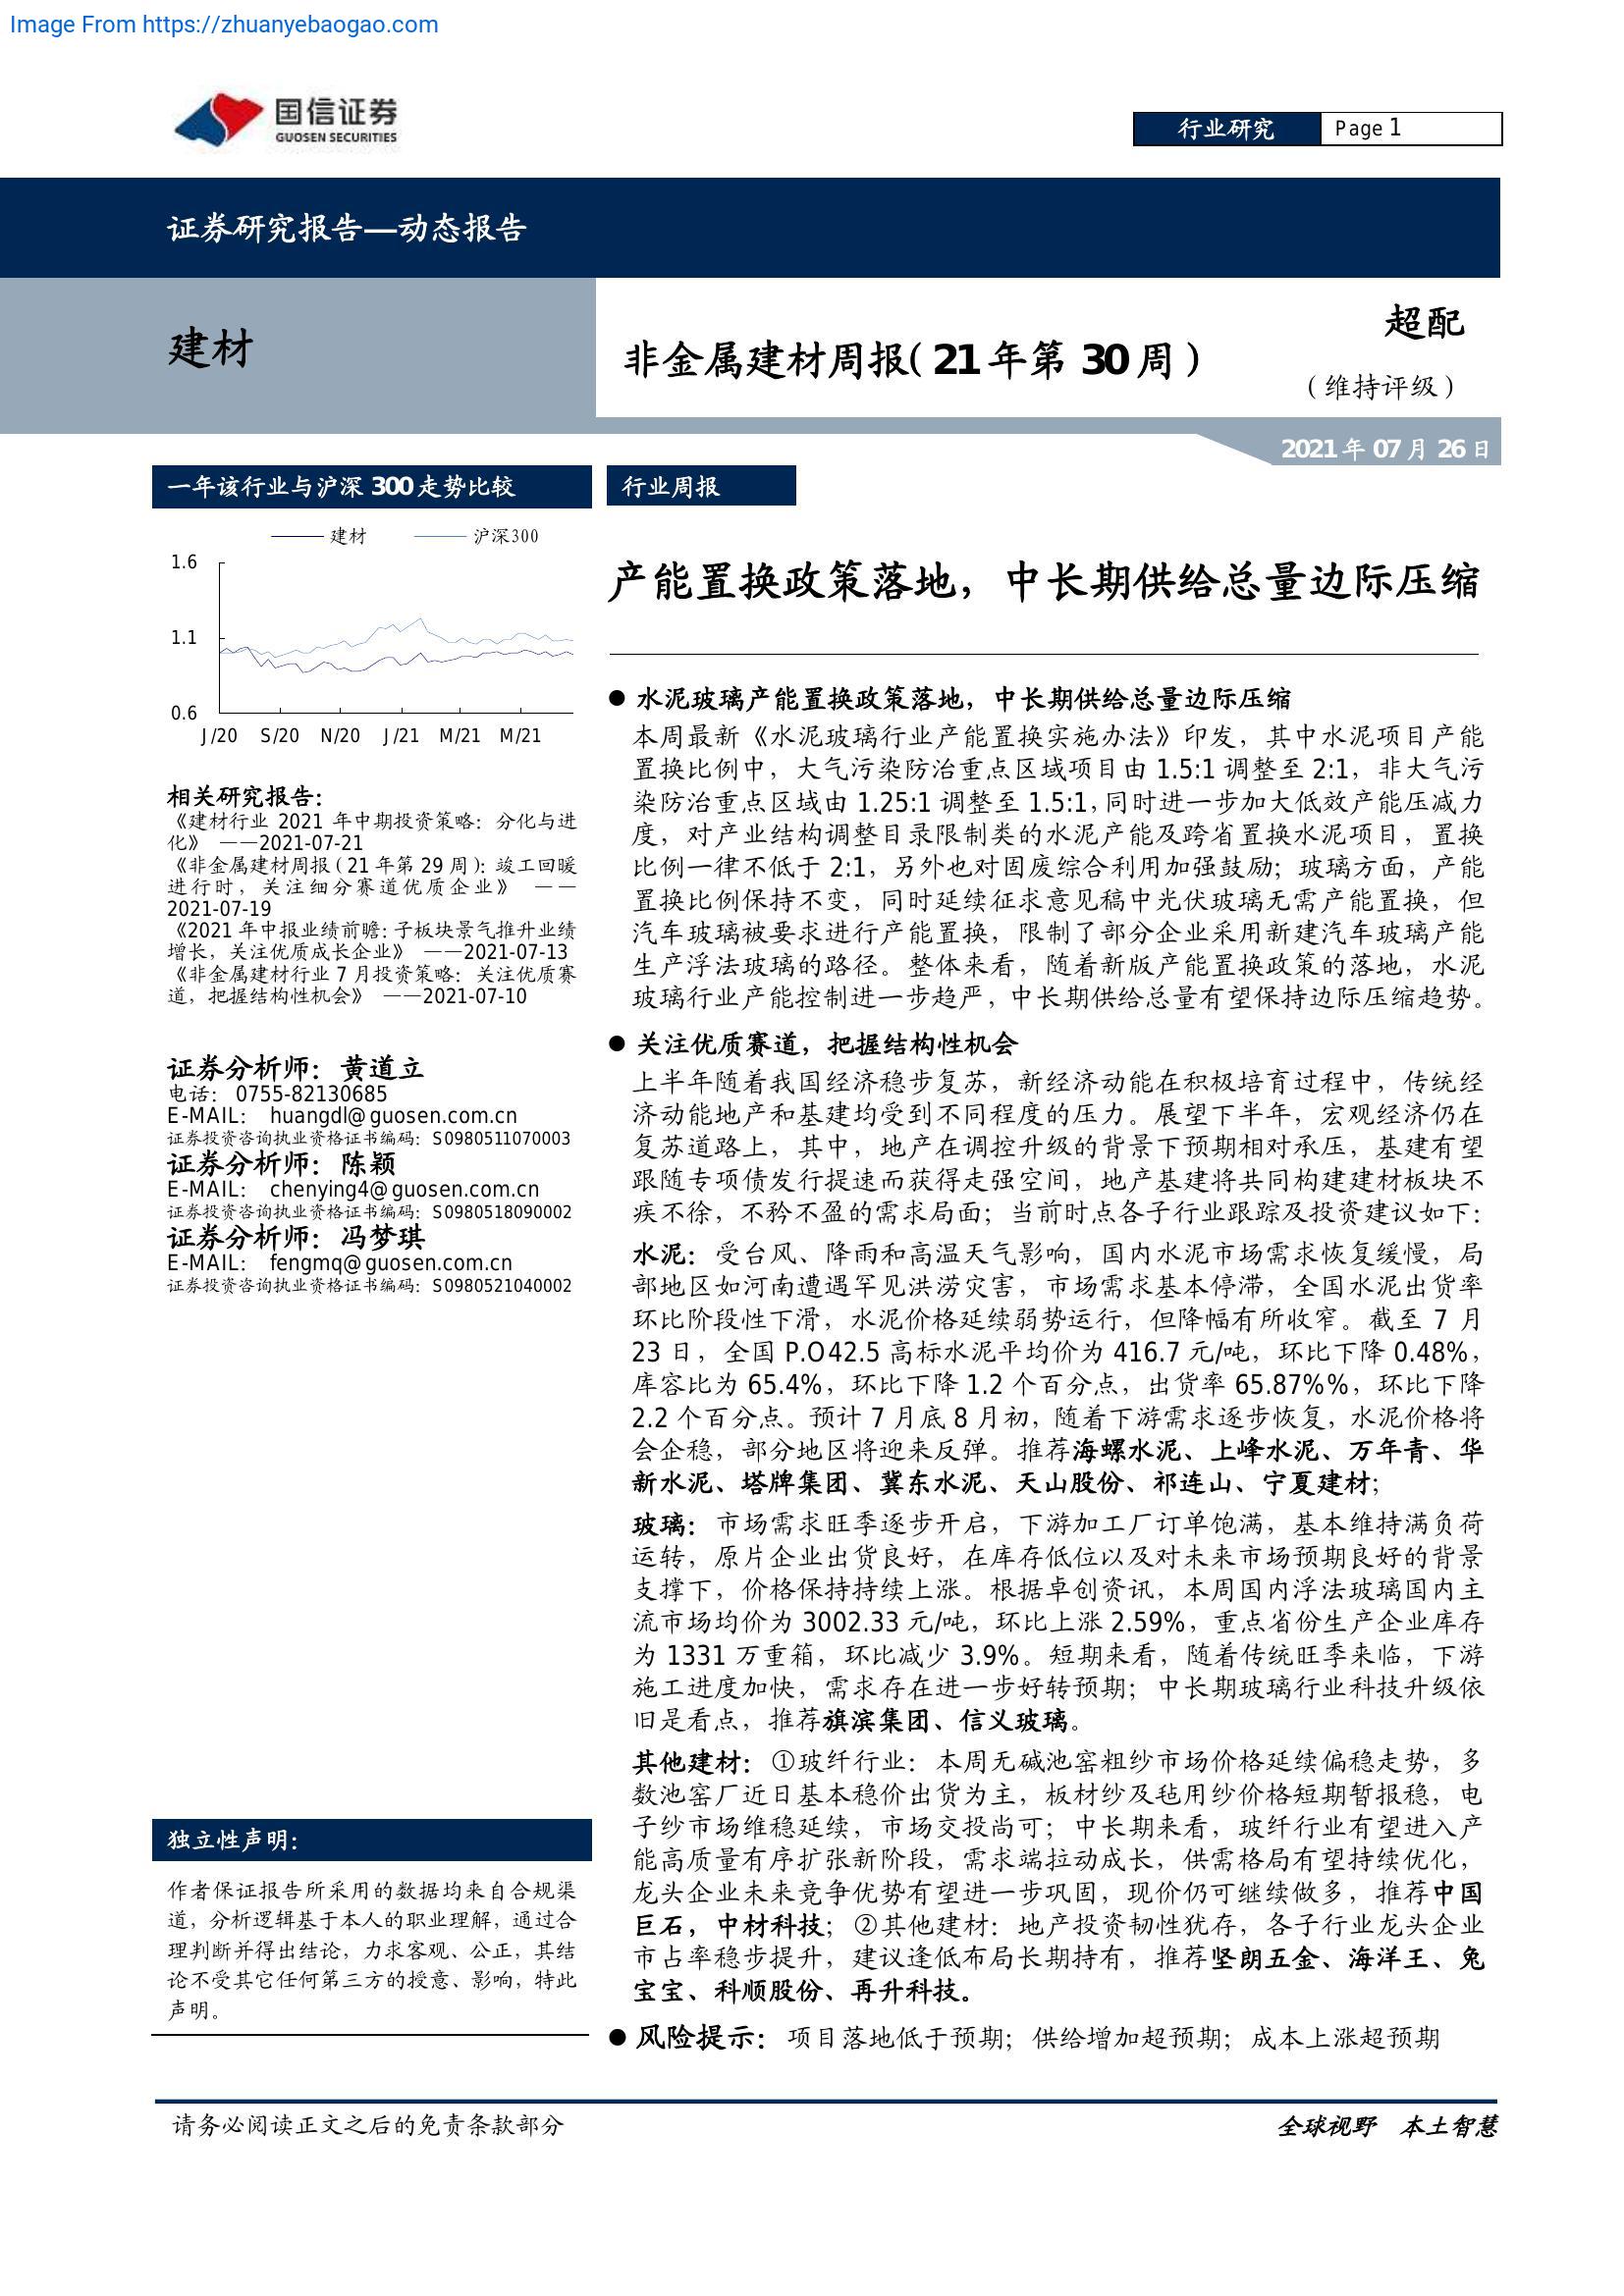 Image From https://zhuanyebaogao.com
国信证券
GUOSEN SECURITIES
行业研究
Page 1
证券研究报告—动态报告
建材
非金属建材周报(21年第 30周)
超配
(维持评级)
2021 年 07 月 26 日
一年该行业与沪深 300走势比较
建材 沪深300
1.6
1.1
0.6
J/20 S/20 N/20 J/21 M/21 M/21
相关研究报告:
《建材行业 2021 年中期投资策略:分化与进
化》 ——2021-07-21
《非金属建材周报(21 年第 29 周):竣工回暖
进行时,关注细分赛道优质企业》 ——
2021-07-19
《2021 年中报业绩前瞻:子板块景气推升业绩
增长,关注优质成长企业》 ——2021-07-13
《非金属建材行业 7 月投资策略:关注优质赛
道,把握结构性机会》 ——2021-07-10
证券分析师:黄道立
电话: 0755-82130685
E-MAIL: huangdl@guosen.com.cn
证券投资咨询执业资格证书编码:S0980511070003
证券分析师:陈颖
E-MAIL: chenying4@guosen.com.cn
证券投资咨询执业资格证书编码:S0980518090002
证券分析师:冯梦琪
E-MAIL: fengmq@guosen.com.cn
证券投资咨询执业资格证书编码:S0980521040002
独立性声明:
作者保证报告所采用的数据均来自合规渠
道,分析逻辑基于本人的职业理解,通过合
理判断并得出结论,力求客观、公正,其结
论不受其它任何第三方的授意、影响,特此
声明。
行业周报
产能置换政策落地,中长期供给总量边际压缩
● 水泥玻璃产能置换政策落地,中长期供给总量边际压缩
本周最新《水泥玻璃行业产能置换实施办法》印发,其中水泥项目产能
置换比例中,大气污染防治重点区域项目由 1.5:1 调整至 2:1,非大气污
染防治重点区域由 1.25:1 调整至 1.5:1,同时进一步加大低效产能压减力
度,对产业结构调整目录限制类的水泥产能及跨省置换水泥项目,置换
比例一律不低于 2:1,另外也对固废综合利用加强鼓励;玻璃方面,产能
置换比例保持不变,同时延续征求意见稿中光伏玻璃无需产能置换,但
汽车玻璃被要求进行产能置换,限制了部分企业采用新建汽车玻璃产能
生产浮法玻璃的路径。整体来看,随着新版产能置换政策的落地,水泥
玻璃行业产能控制进一步趋严,中长期供给总量有望保持边际压缩趋势。
● 关注优质赛道,把握结构性机会
上半年随着我国经济稳步复苏,新经济动能在积极培育过程中,传统经
济动能地产和基建均受到不同程度的压力。展望下半年,宏观经济仍在
复苏道路上,其中,地产在调控升级的背景下预期相对承压,基建有望
跟随专项债发行提速而获得走强空间,地产基建将共同构建建材板块不
疾不徐,不矜不盈的需求局面;当前时点各子行业跟踪及投资建议如下:
水泥:受台风、降雨和高温天气影响,国内水泥市场需求恢复缓慢,局
部地区如河南遭遇罕见洪涝灾害,市场需求基本停滞,全国水泥出货率
环比阶段性下滑,水泥价格延续弱势运行,但降幅有所收窄。截至 7 月
23 日,全国 P.O42.5 高标水泥平均价为 416.7 元/吨,环比下降 0.48%,
库容比为 65.4%,环比下降 1.2 个百分点,出货率 65.87%%,环比下降
2.2 个百分点。预计 7 月底 8 月初,随着下游需求逐步恢复,水泥价格将
会企稳,部分地区将迎来反弹。推荐海螺水泥、上峰水泥、万年青、华
新水泥、塔牌集团、冀东水泥、天山股份、祁连山、宁夏建材;
玻璃:市场需求旺季逐步开启,下游加工厂订单饱满,基本维持满负荷
运转,原片企业出货良好,在库存低位以及对未来市场预期良好的背景
支撑下,价格保持持续上涨。根据卓创资讯,本周国内浮法玻璃国内主
流市场均价为 3002.33 元/吨,环比上涨 2.59%,重点省份生产企业库存
为 1331 万重箱,环比减少 3.9%。短期来看,随着传统旺季来临,下游
施工进度加快,需求存在进一步好转预期;中长期玻璃行业科技升级依
旧是看点,推荐旗滨集团、信义玻璃。
其他建材:①玻纤行业:本周无碱池窑粗纱市场价格延续偏稳走势,多
数池窑厂近日基本稳价出货为主,板材纱及毡用纱价格短期暂报稳,电
子纱市场维稳延续,市场交投尚可;中长期来看,玻纤行业有望进入产
能高质量有序扩张新阶段,需求端拉动成长,供需格局有望持续优化,
龙头企业未来竞争优势有望进一步巩固,现价仍可继续做多,推荐中国
巨石,中材科技;②其他建材:地产投资韧性犹存,各子行业龙头企业
市占率稳步提升,建议逢低布局长期持有,推荐坚朗五金、海洋王、兔
宝宝、科顺股份、再升科技。
● 风险提示:项目落地低于预期;供给增加超预期;成本上涨超预期
请务必阅读正文之后的免责条款部分
全球视野 本土智慧